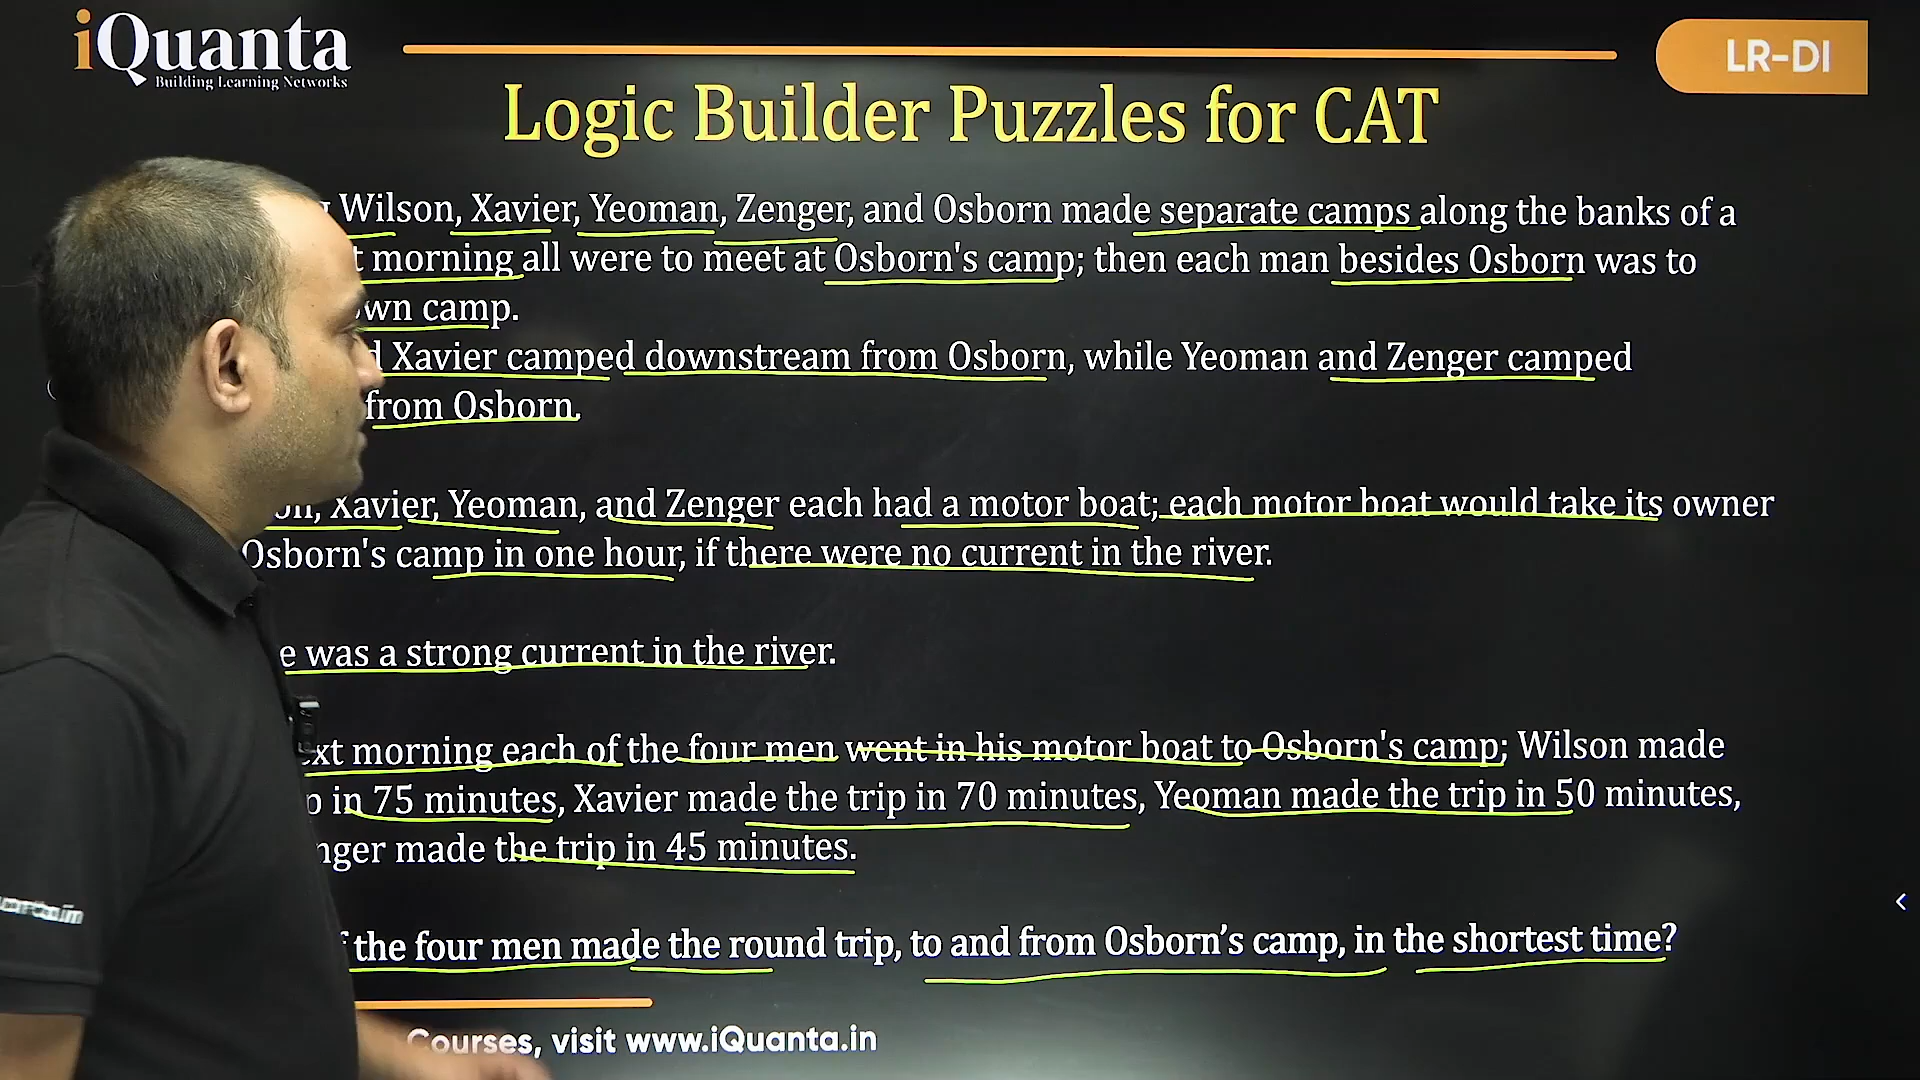 iQuanta
Building Learning Networks
LR-DI
Logic Builder Puzzles for CAT
Wilson, Xavier, Yeoman, Zenger, and Osborn made separate camps along the banks of a
morning all were to meet at Osborn's camp; then each man besides Osborn was to
camp.
Xavier camped downstream from Osborn, while Yeoman and Zenger camped
from Osborn.
Xavier, Yeoman, and Zenger each had a motor boat; each motor boat would take its owner
Osborn's camp in one hour, if there were no current in the river.
was a strong current in the river.
morning each of the four men went in his motor boat to Osborn's camp; Wilson made
in 75 minutes, Xavier made the trip in 70 minutes, Yeoman made the trip in 50 minutes,
made the trip in 45 minutes.
the four men made the round trip, to and from Osborn’s camp, in the shortest time?
Courses, visit www.iQuanta.in